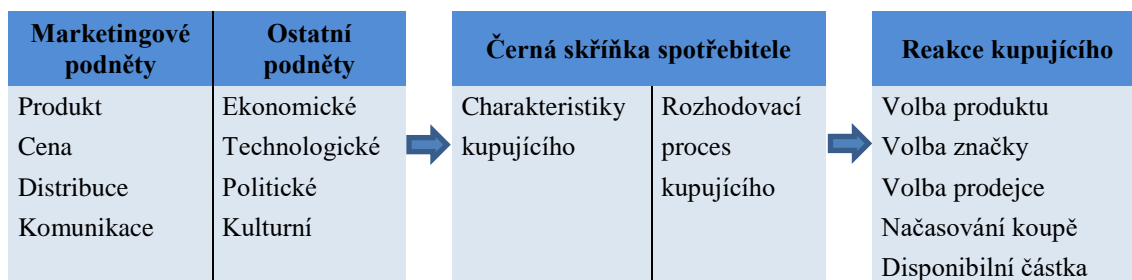 Marketingové podněty
Ostatní podněty
Černá skříňka spotřebitele
Reakce kupujícího
Produkt
Cena
Distribuce
Komunikace
Ekonomické
Technologické
Politické
Kulturní
Charakteristiky
kupujícího
Rozhodovací
proces
kupujícího
Volba produktu
Volba značky
Volba prodejce
Načasování koupě
Disponibilní částka